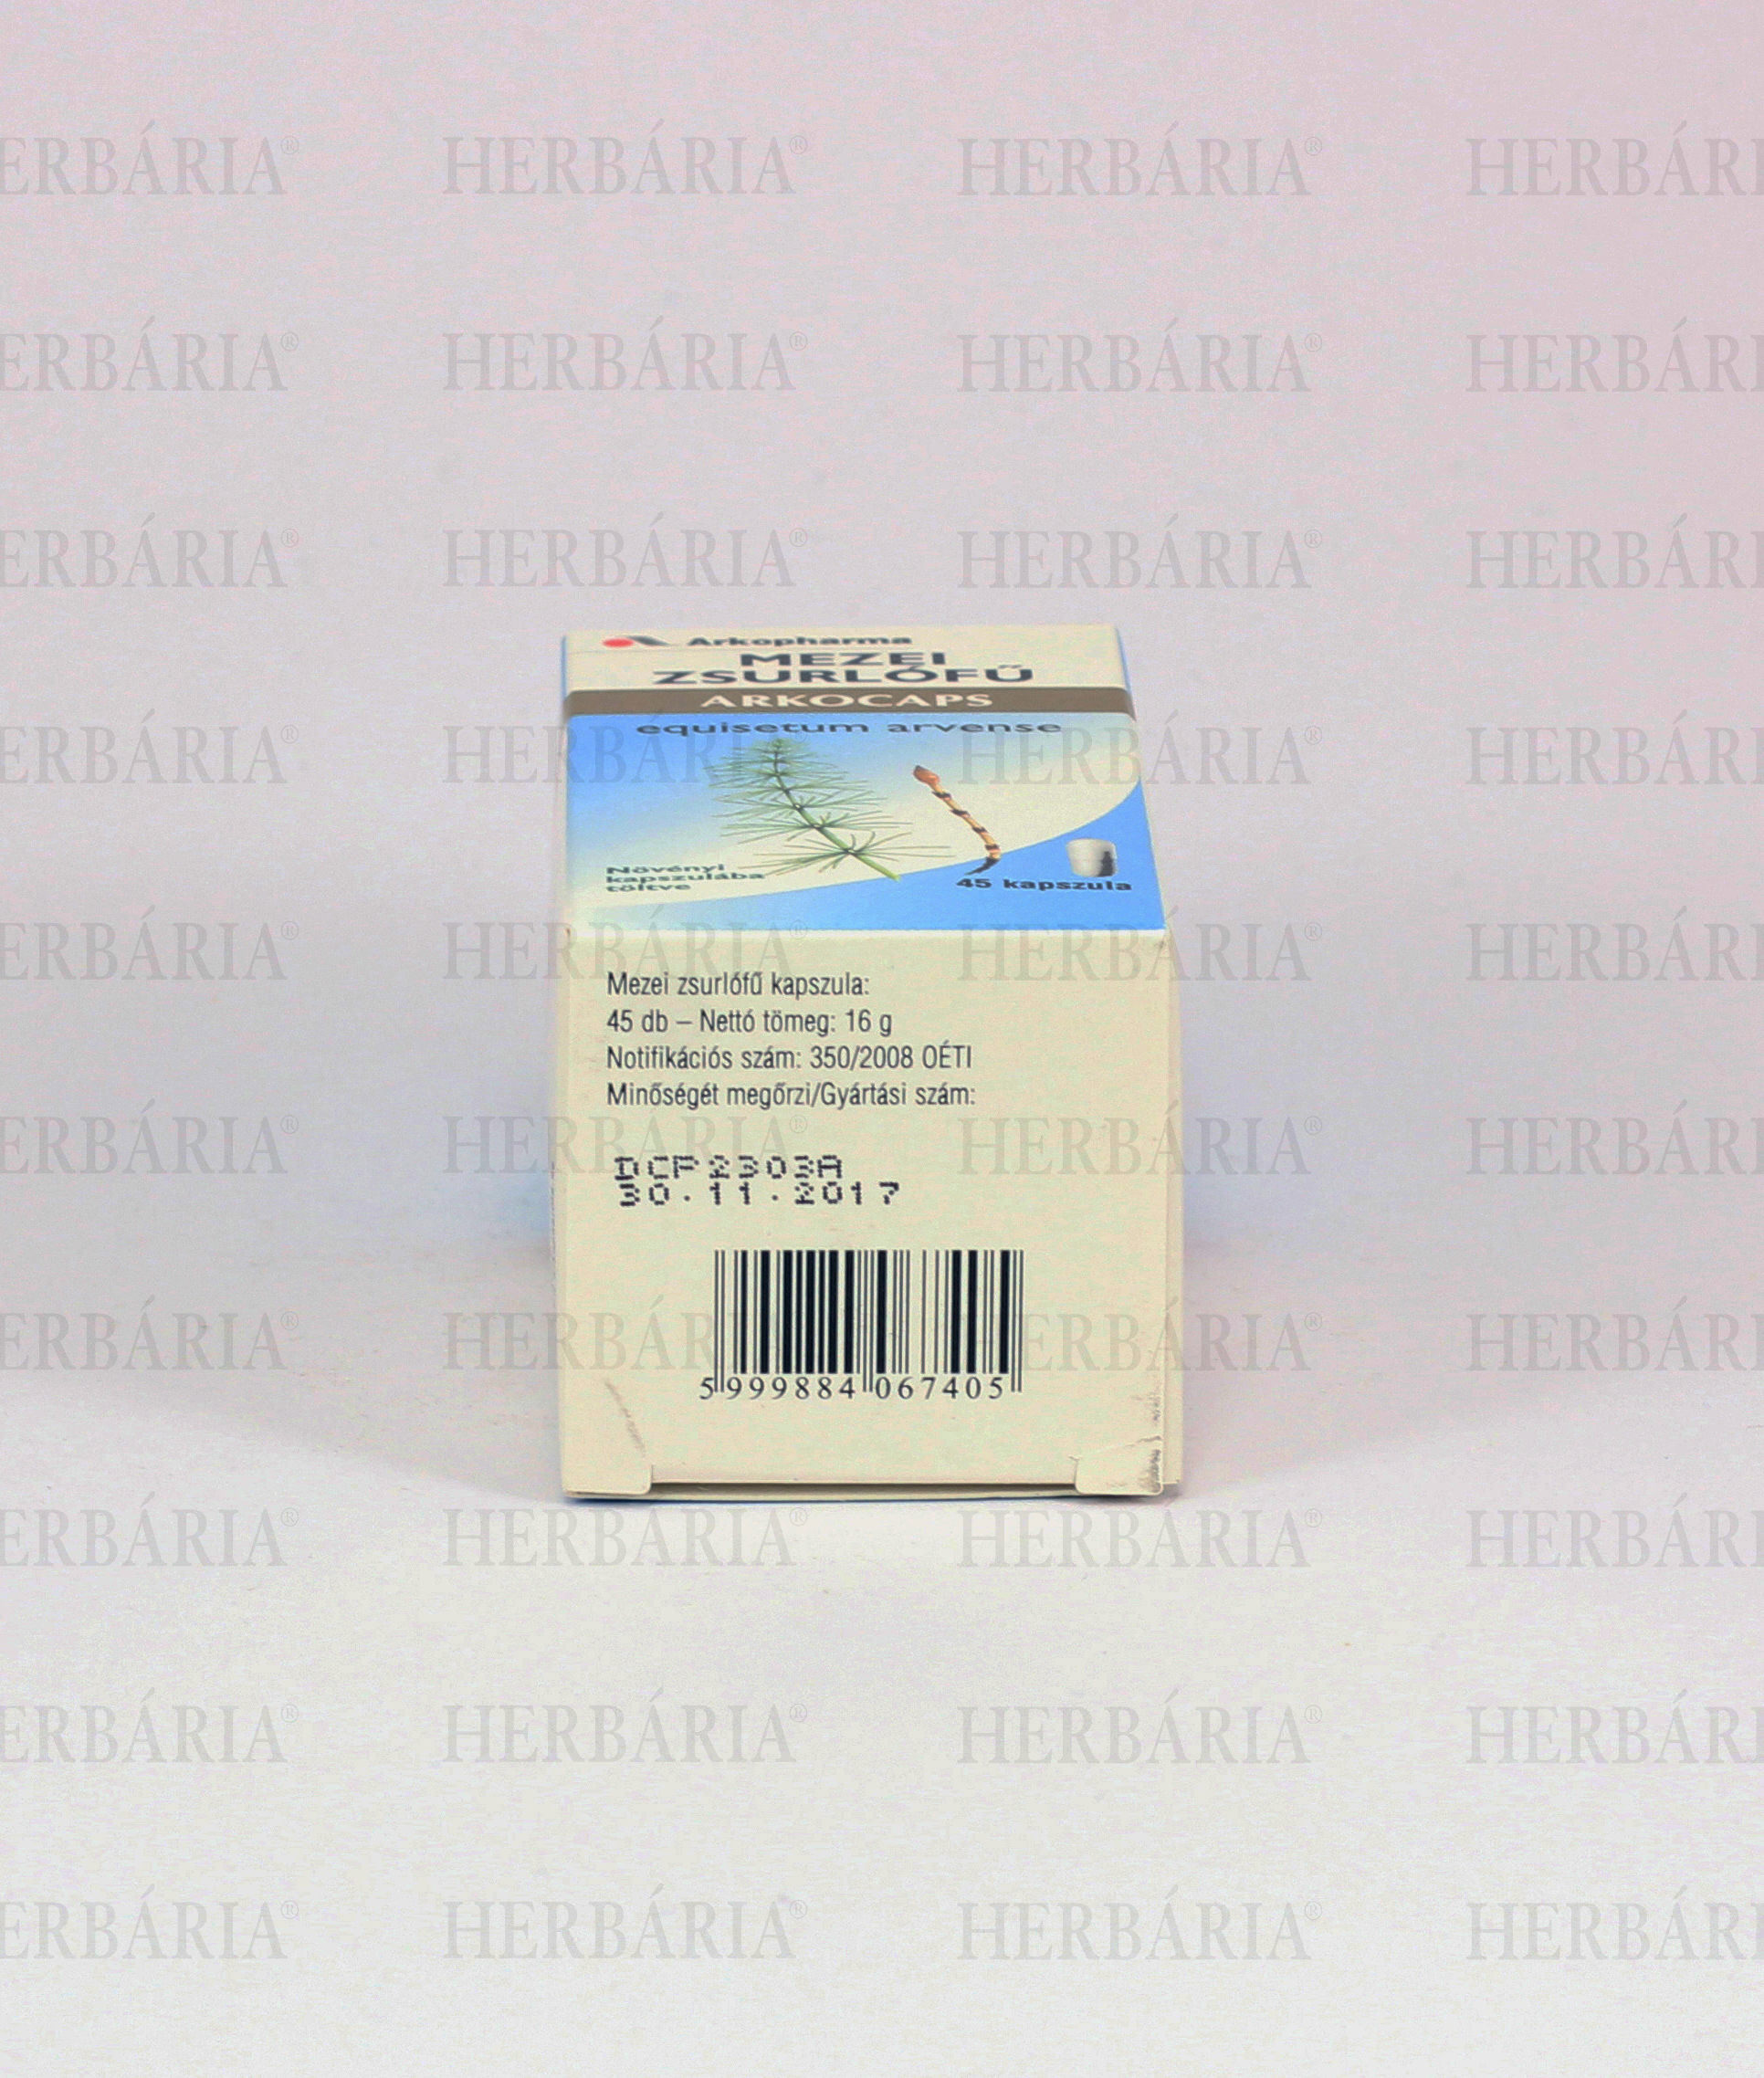 HERBÁRIA®
Arkopharma
MEZEI
ZSURLÓFŰ
ARKOCAPS
equisetum arvense
Növényi
kapszulába
töltve
45 kapszula
Mezei zsurlófű kapszula:
45 db – Nettó tömeg: 16 g
Notifikációs szám: 350/2008 OÉTI
Minőségét megőrzi/Gyártási szám:
DCP2303A
30.11.2017
5 999884 067405